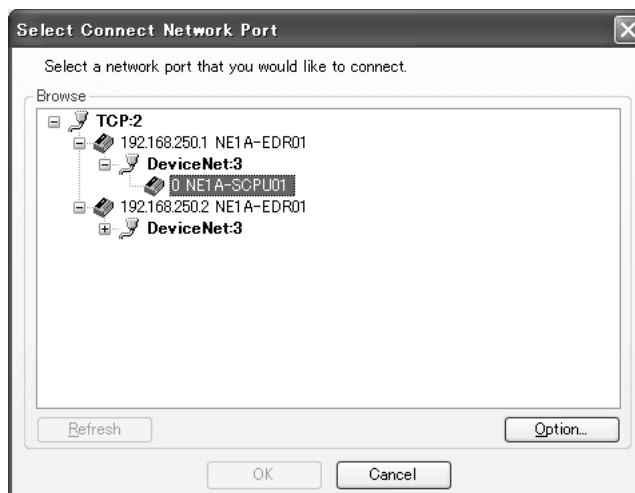 Select Connect Network Port
Select a network port that you would like to connect.
Browse
TCP:2
192.168.250.1 NE1A-EDR01
DeviceNet:3
0 NE1A-SCPU01
192.168.250.2 NE1A-EDR01
DeviceNet:3
Refresh
Option...
OK
Cancel